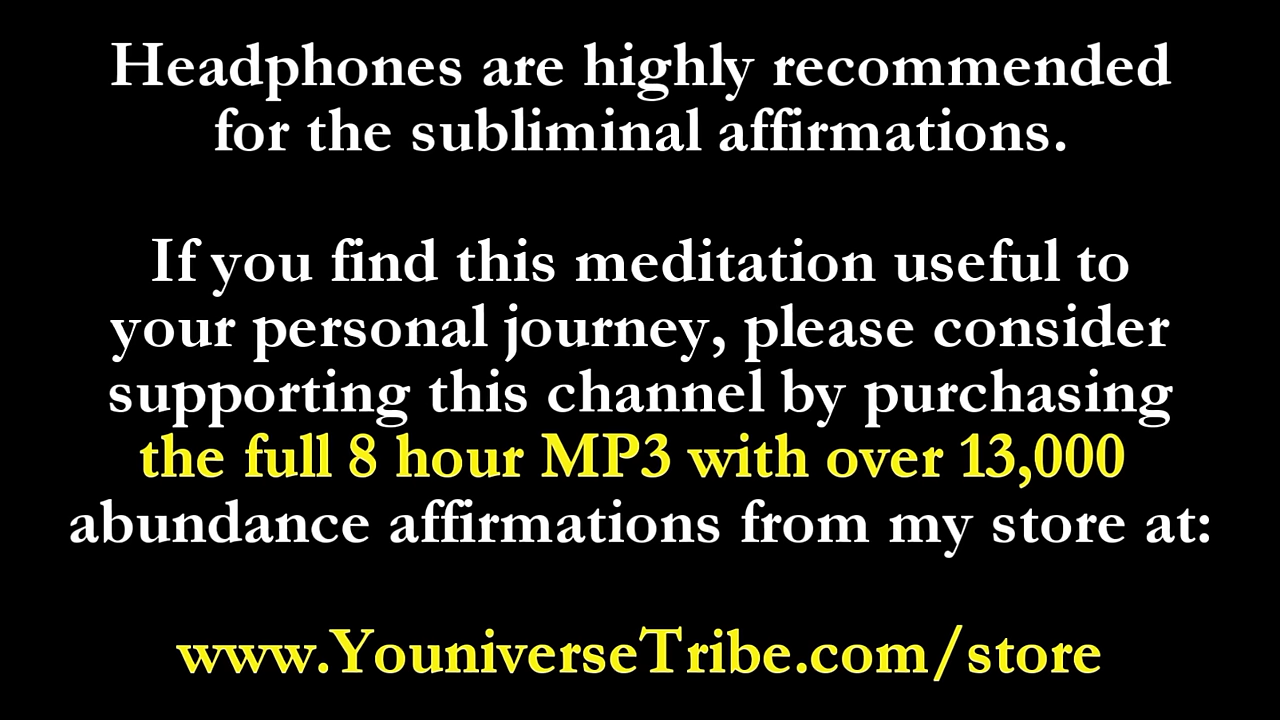 Headphones are highly recommended
for the subliminal affirmations.
If you find this meditation useful to
your personal journey, please consider
supporting this channel by purchasing
the full 8 hour MP3 with over 13,000
abundance affirmations from my store at:
www.YouniverseTribe.com/store